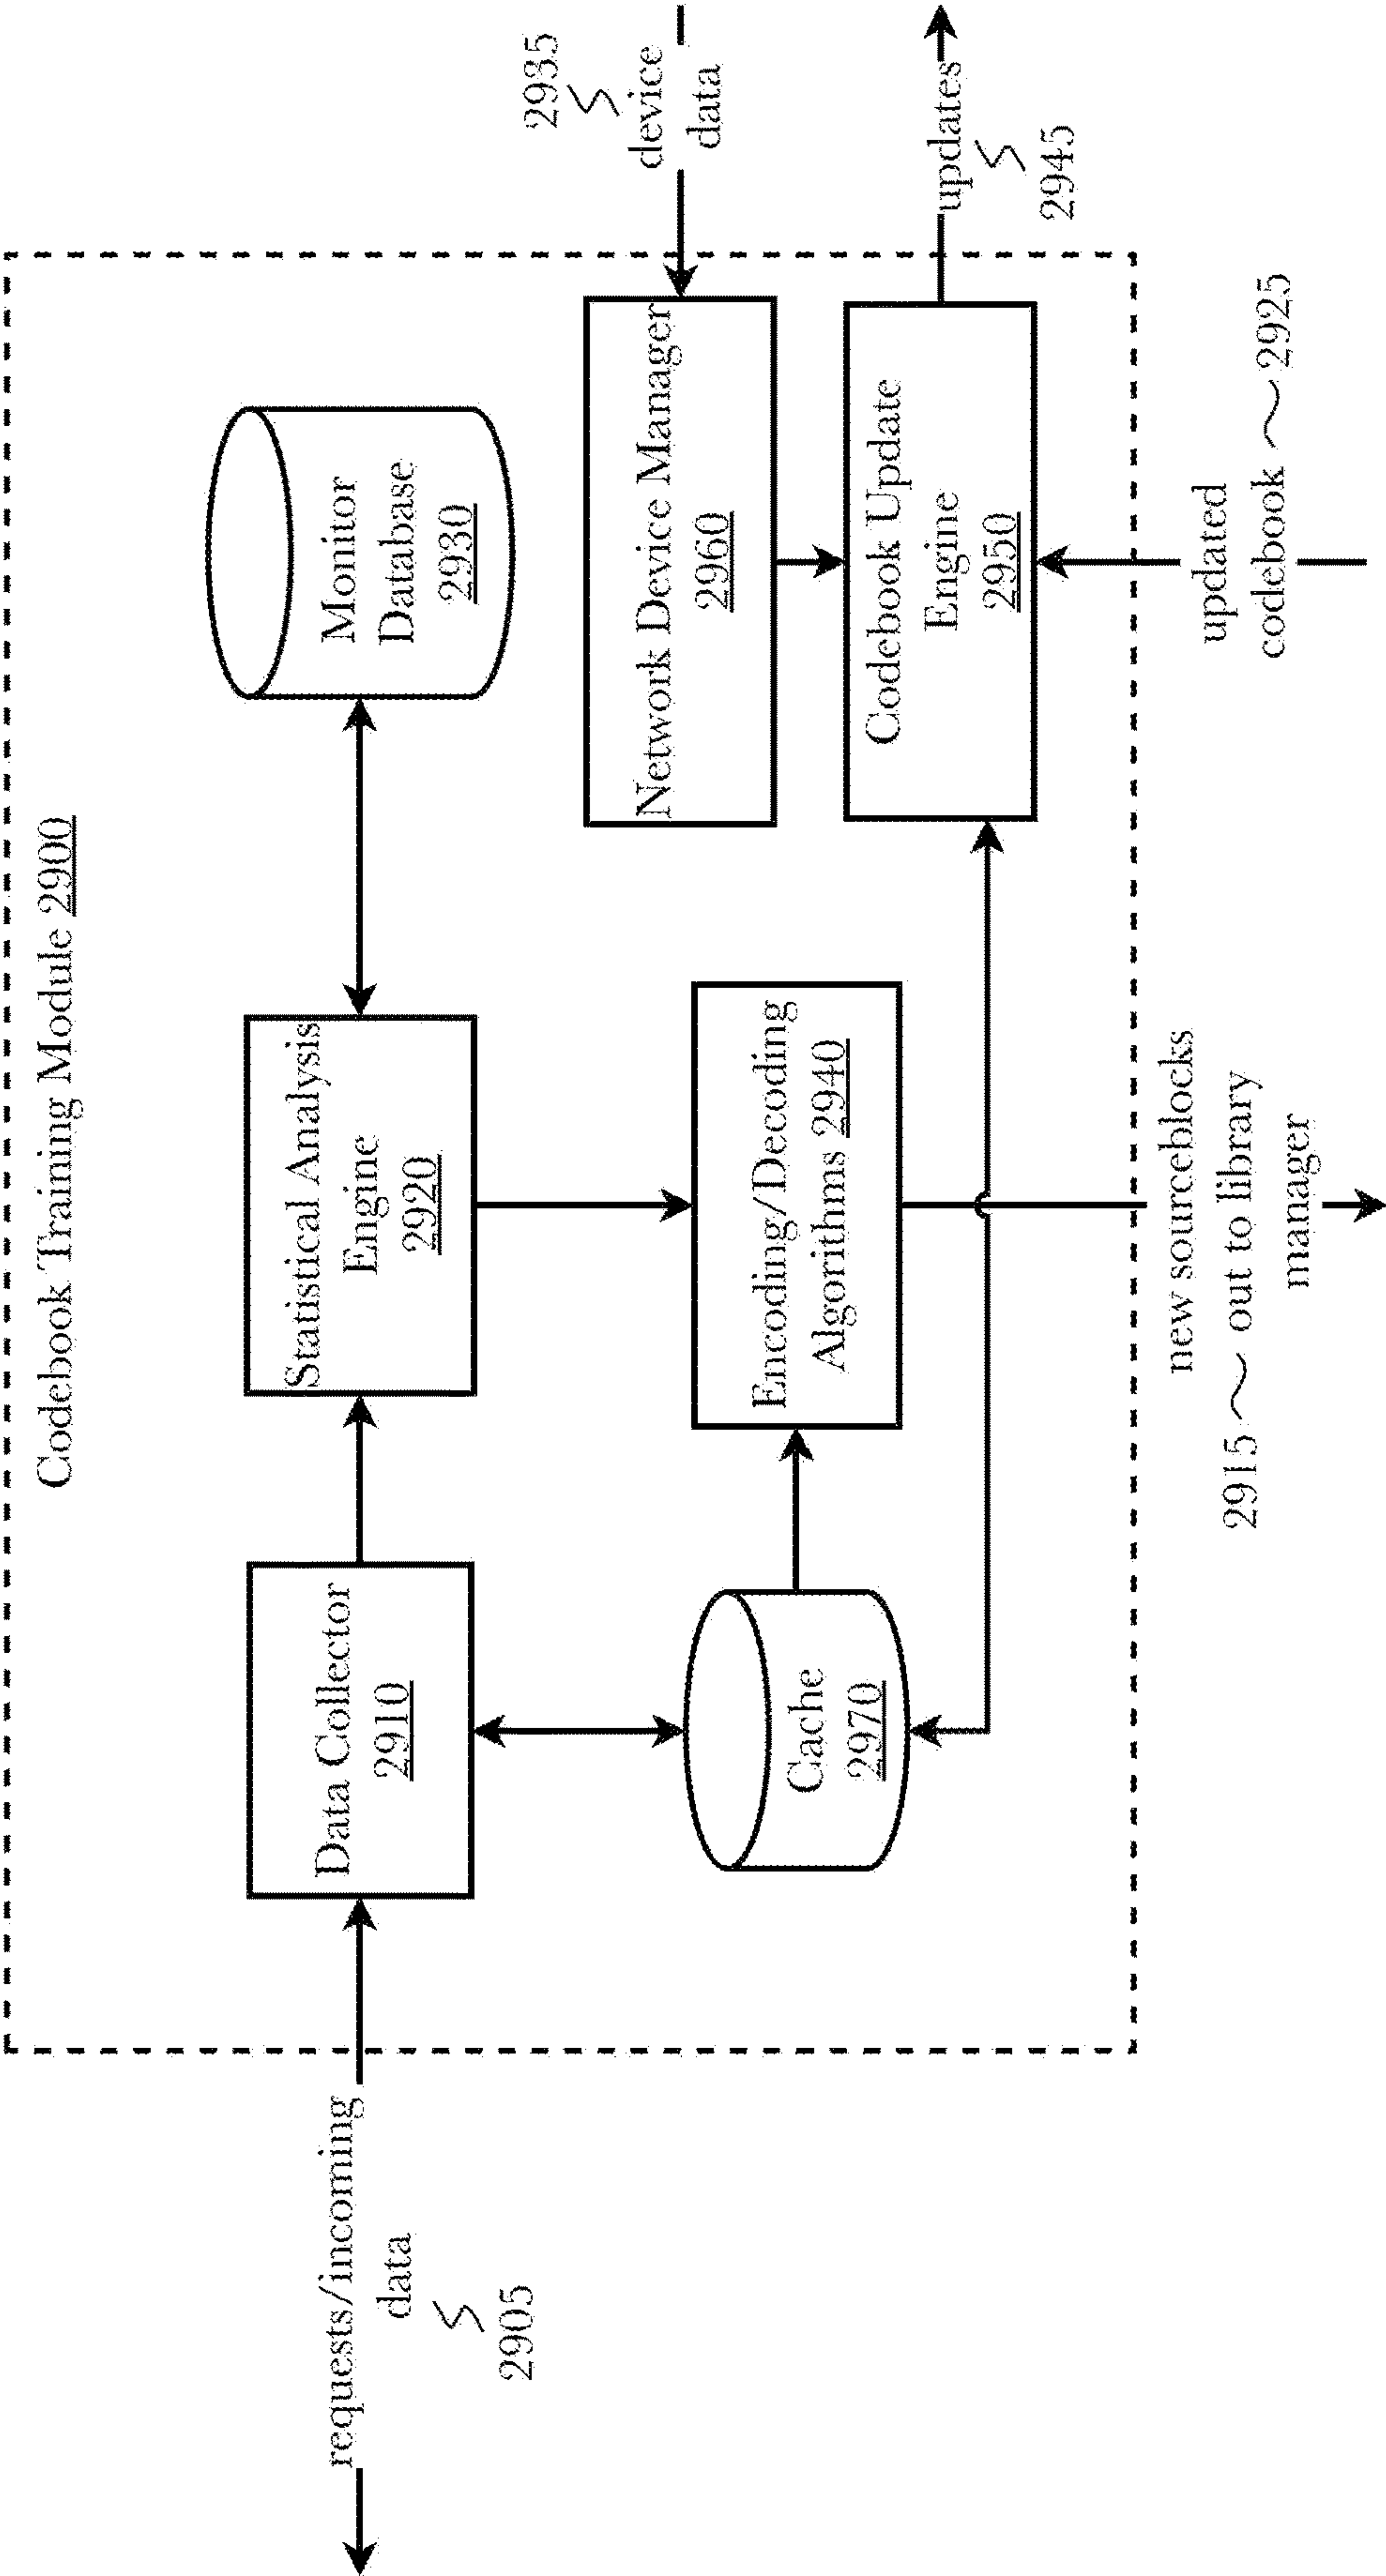 Codebook Training Module 2900
requests/incoming
data
2905
Data Collector
2910
Statistical Analysis
Engine
2920
Monitor
Database
2930
2935
device
data
Network Device Manager
2960
Cache
2970
Encoding/Decoding
Algorithms 2940
Codebook Update
Engine
2950
updates
2945
new sourceblocks
2915 out to library
manager
updated
codebook 2925